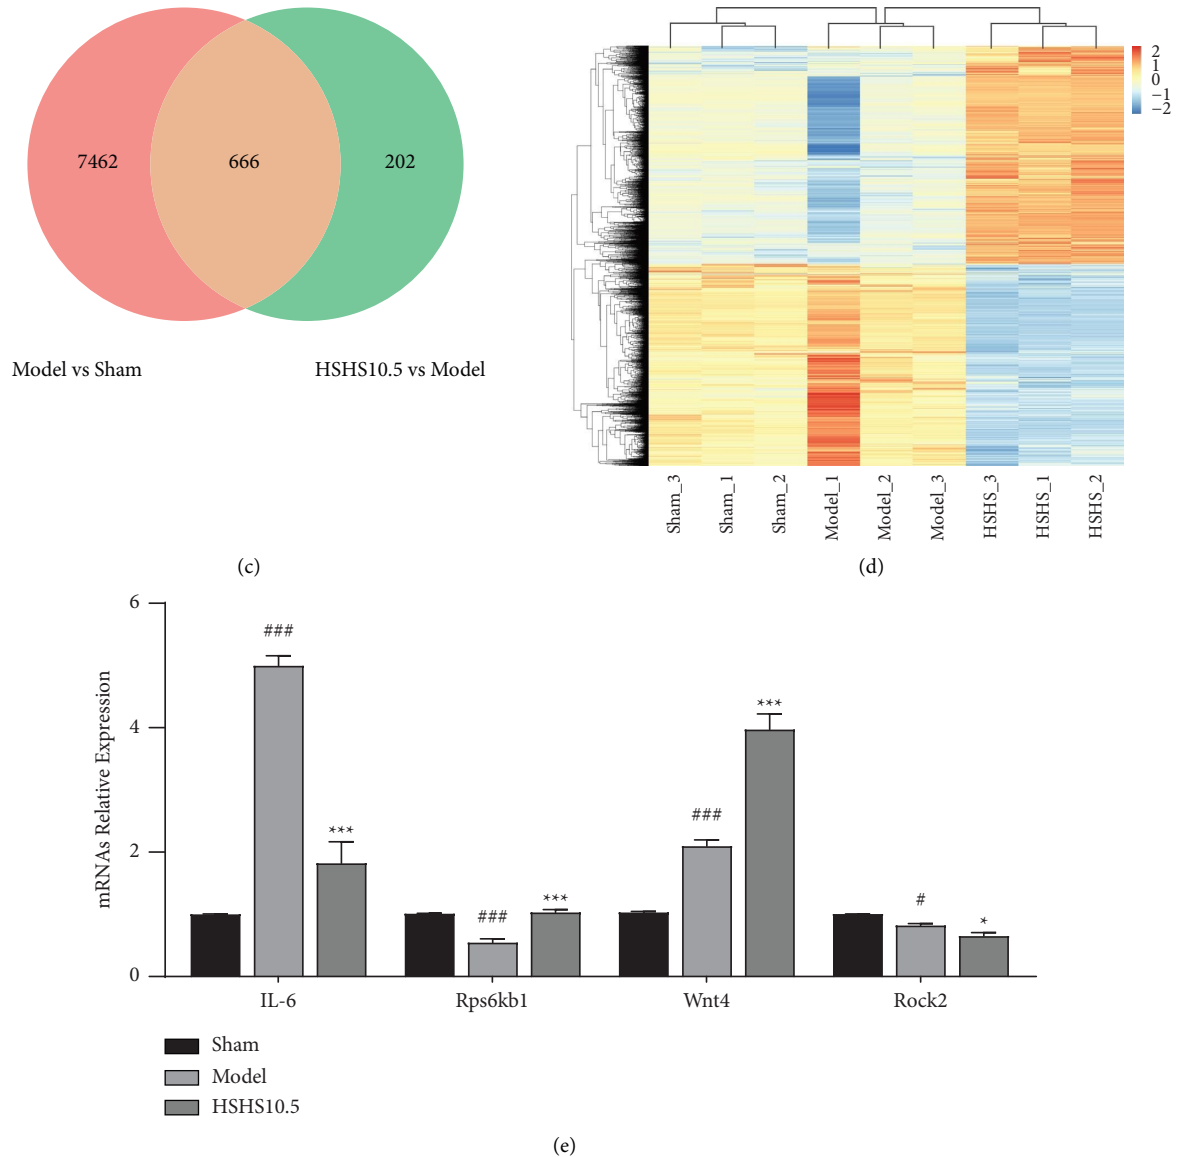 7462 666 202
Model vs Sham HSHS10.5 vs Model
(c)
2
1
0
−1
−2
Sham_3
Sham_1
Sham_2
Model_1
Model_2
Model_3
HSHS_3
HSHS_1
HSHS_2
(d)
mRNAs Relative Expression
6
4
2
0
###
***
###
***
###
***
#
*
IL-6 Rps6kb1 Wnt4 Rock2
Sham
Model
HSHS10.5
(e)